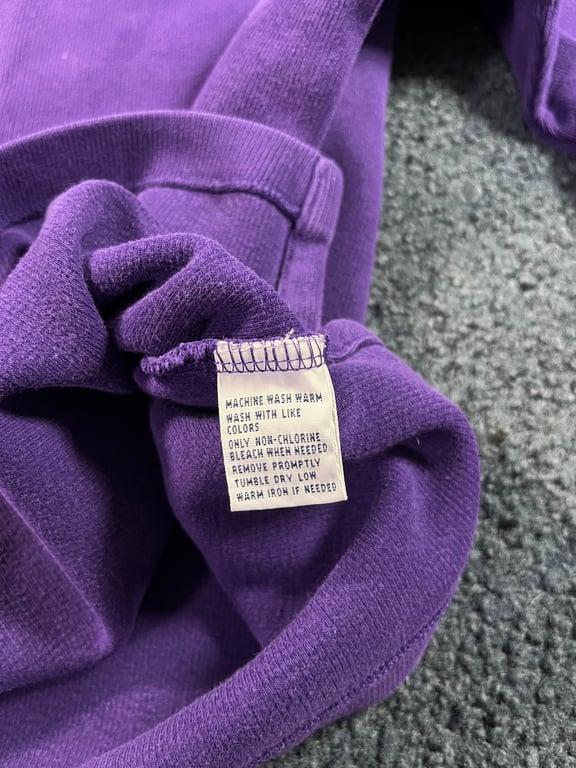 MACHINE WASH WARM
WASH WITH LIKE
COLORS
ONLY NON-CHLORINE
BLEACH WHEN NEEDED
REMOVE PROMPTLY
TUMBLE DRY LOW
WARM IRON IF NEEDED